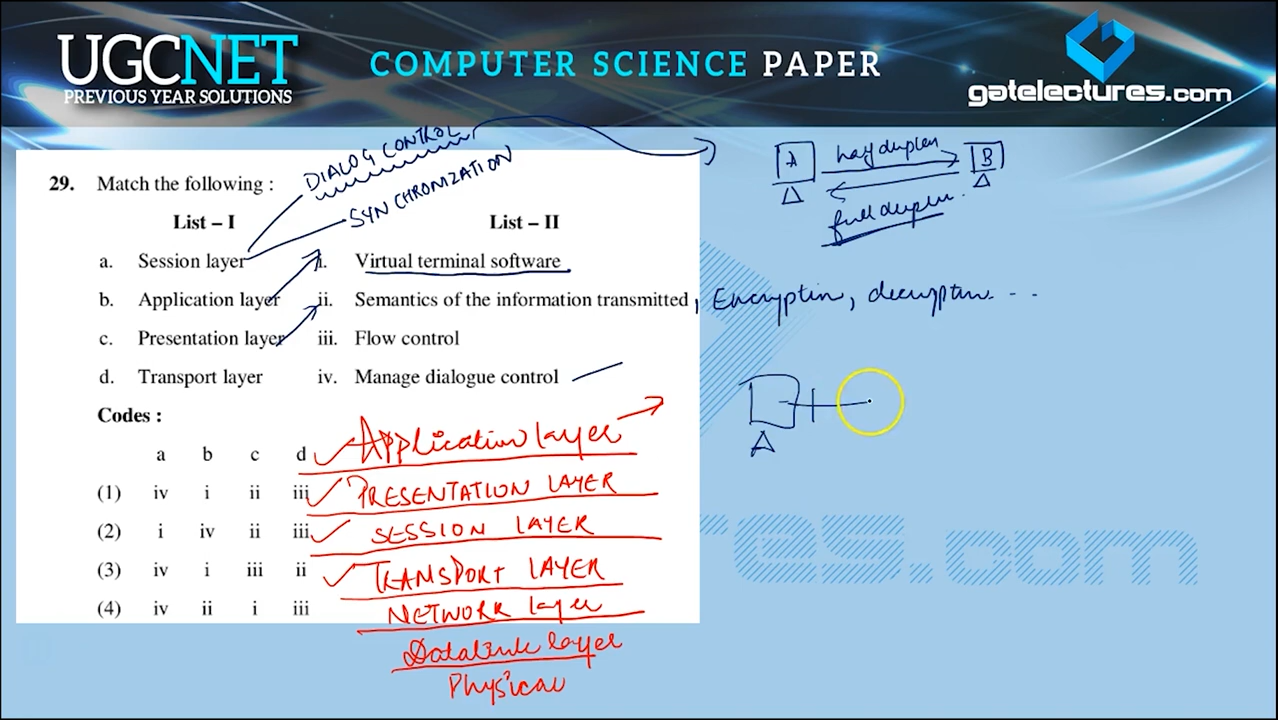 UGCNET
PREVIOUS YEAR SOLUTIONS
COMPUTER SCIENCE PAPER
gatelectures.com
29. Match the following :
DIALOG CONTROL
SYNCHRONIZATION
List – I List – II
a. Session layer i. Virtual terminal software
b. Application layer ii. Semantics of the information transmitted , Encryption, decryption - - -
c. Presentation layer iii. Flow control
d. Transport layer iv. Manage dialogue control
Codes :
a b c d
(1) iv i ii iii
(2) i iv ii iii
(3) iv i iii ii
(4) iv ii i iii
Application layer
PRESENTATION LAYER
SESSION LAYER
TRANSPORT LAYER
NETWORK layer
Datalink layer
Physical
A half duplex B
full duplex
A
tes.com